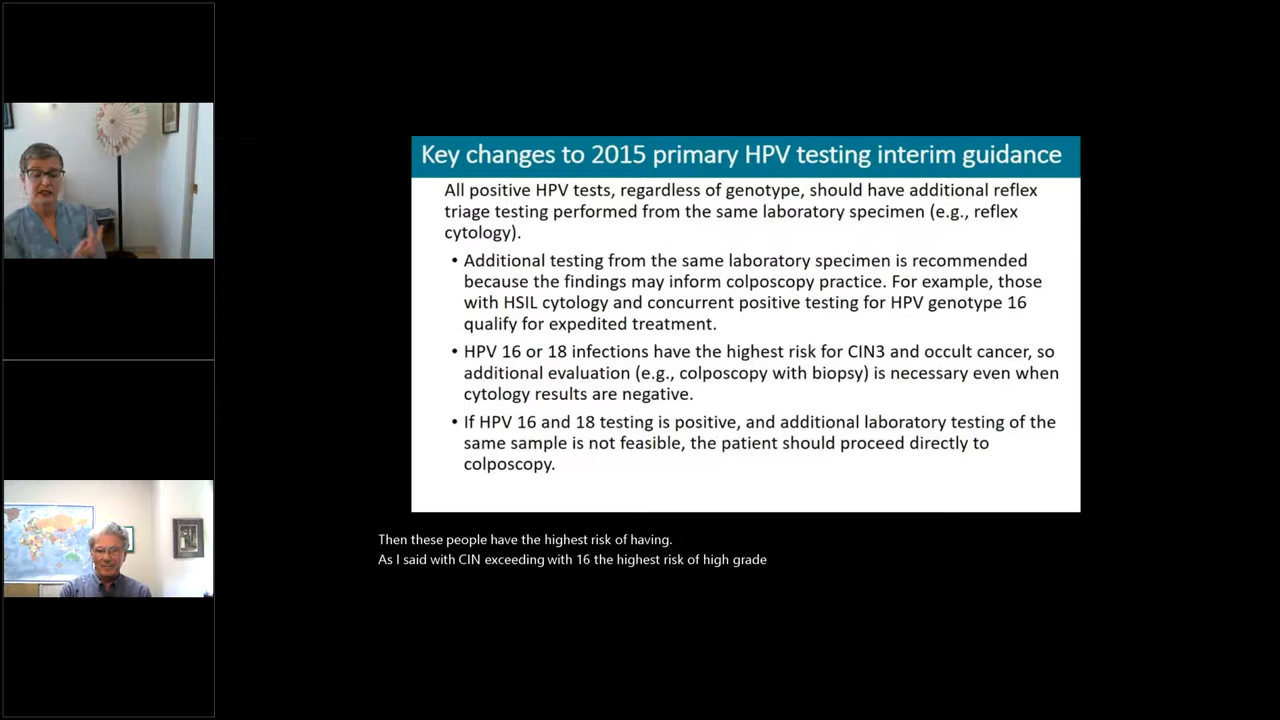 Key changes to 2015 primary HPV testing interim guidance
All positive HPV tests, regardless of genotype, should have additional reflex
triage testing performed from the same laboratory specimen (e.g., reflex
cytology).
• Additional testing from the same laboratory specimen is recommended
because the findings may inform colposcopy practice. For example, those
with HSIL cytology and concurrent positive testing for HPV genotype 16
qualify for expedited treatment.
• HPV 16 or 18 infections have the highest risk for CIN3 and occult cancer, so
additional evaluation (e.g., colposcopy with biopsy) is necessary even when
cytology results are negative.
• If HPV 16 and 18 testing is positive, and additional laboratory testing of the
same sample is not feasible, the patient should proceed directly to
colposcopy.
Then these people have the highest risk of having.
As I said with CIN exceeding with 16 the highest risk of high grade